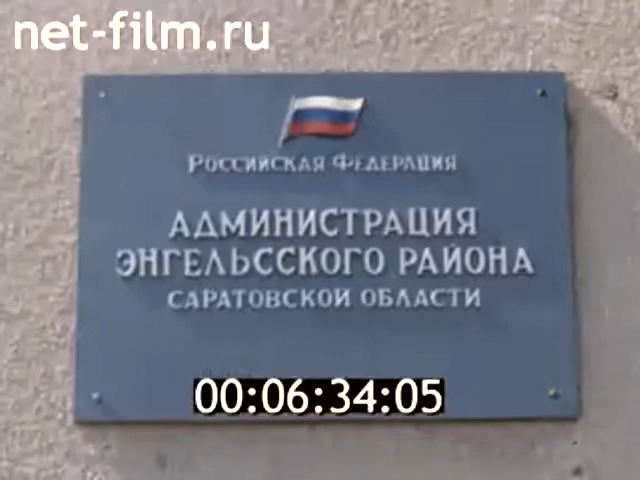 net-film.ru
Российская Федерация
АДМИНИСТРАЦИЯ
ЭНГЕЛЬССКОГО РАЙОНА
САРАТОВСКОЙ ОБЛАСТИ
00:06:34:05